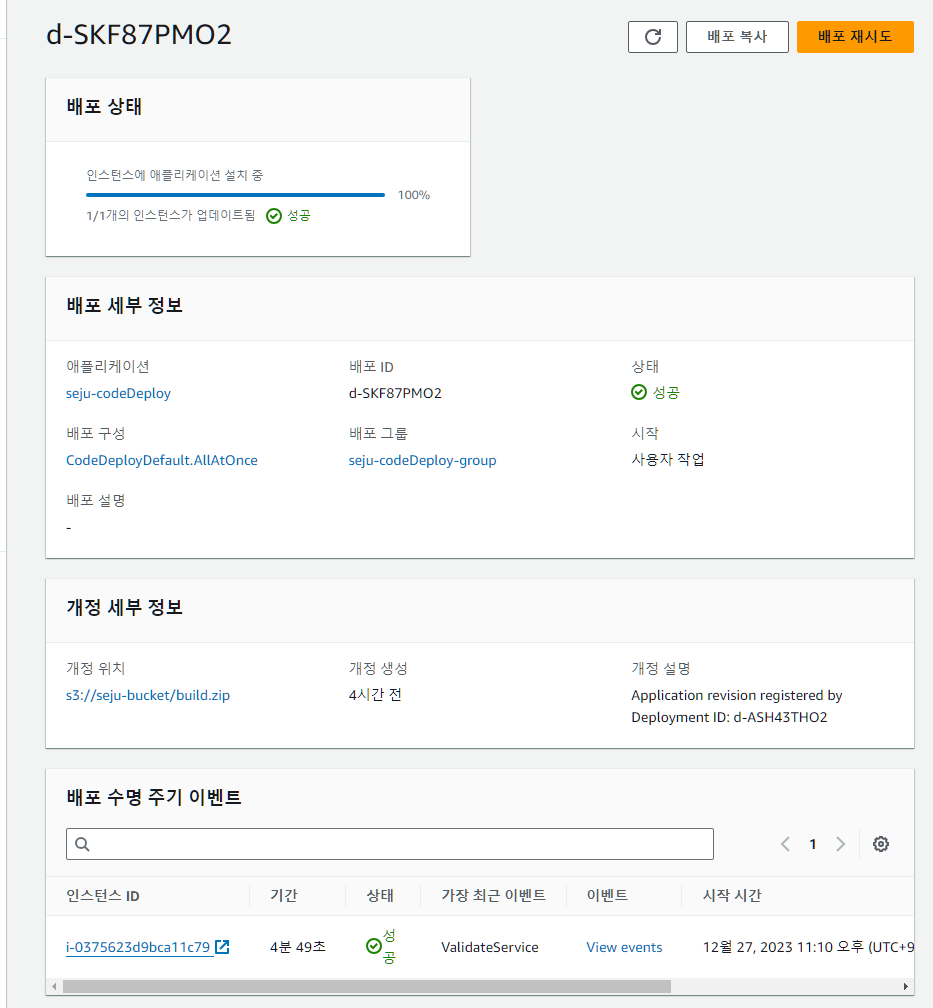 d-SKF87PMO2
배포 복사
배포 재시도
배포 상태
인스턴스에 애플리케이션 설치 중
100%
1/1개의 인스턴스가 업데이트됨 성공
배포 세부 정보
애플리케이션 배포 ID 상태
seju-codeDeploy d-SKF87PMO2 성공
배포 구성 배포 그룹 시작
CodeDeployDefault.AllAtOnce seju-codeDeploy-group 사용자 작업
배포 설명
-
개정 세부 정보
개정 위치 개정 생성 개정 설명
s3://seju-bucket/build.zip 4시간 전 Application revision registered by
Deployment ID: d-ASH43THO2
배포 수명 주기 이벤트
1
인스턴스 ID 기간 상태 가장 최근 이벤트 이벤트 시작 시간
i-0375623d9bca11c79 4분 49초 성공 ValidateService View events 12월 27, 2023 11:10 오후 (UTC+9